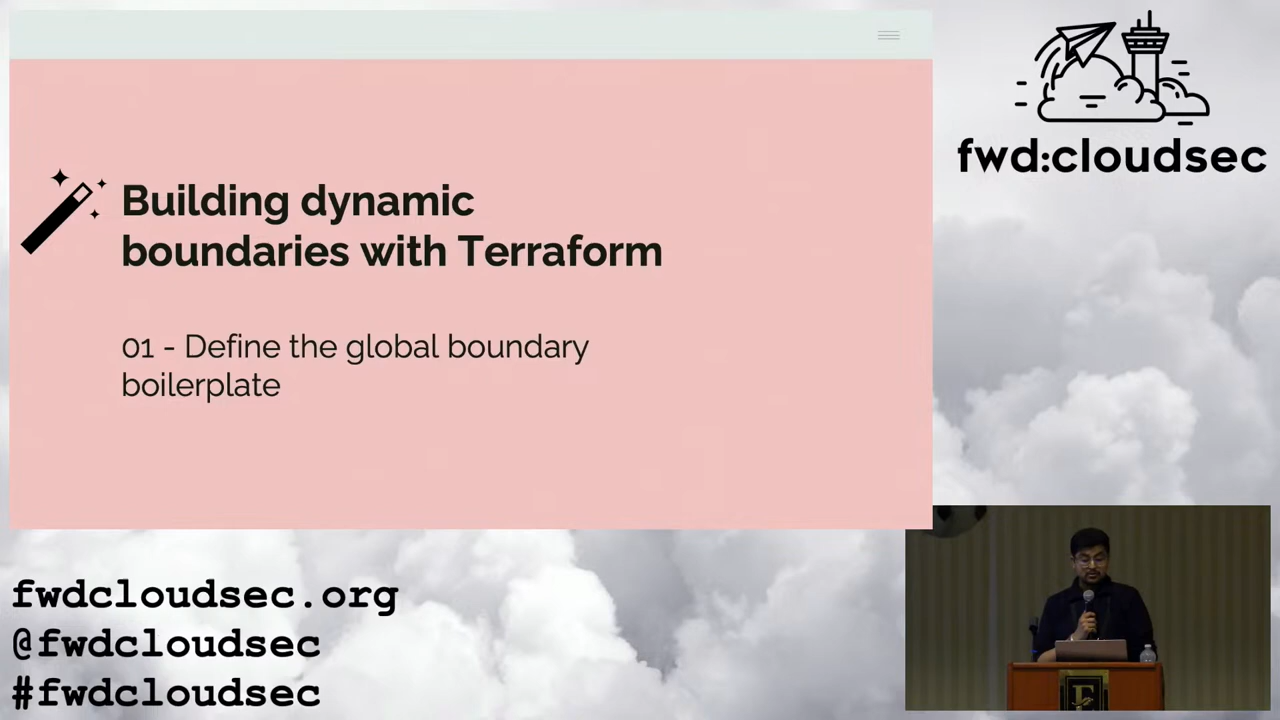 Building dynamic
boundaries with Terraform
01 - Define the global boundary
boilerplate
fwd:cloudsec
fwdcloudsec.org
@fwdcloudsec
#fwdcloudsec
E